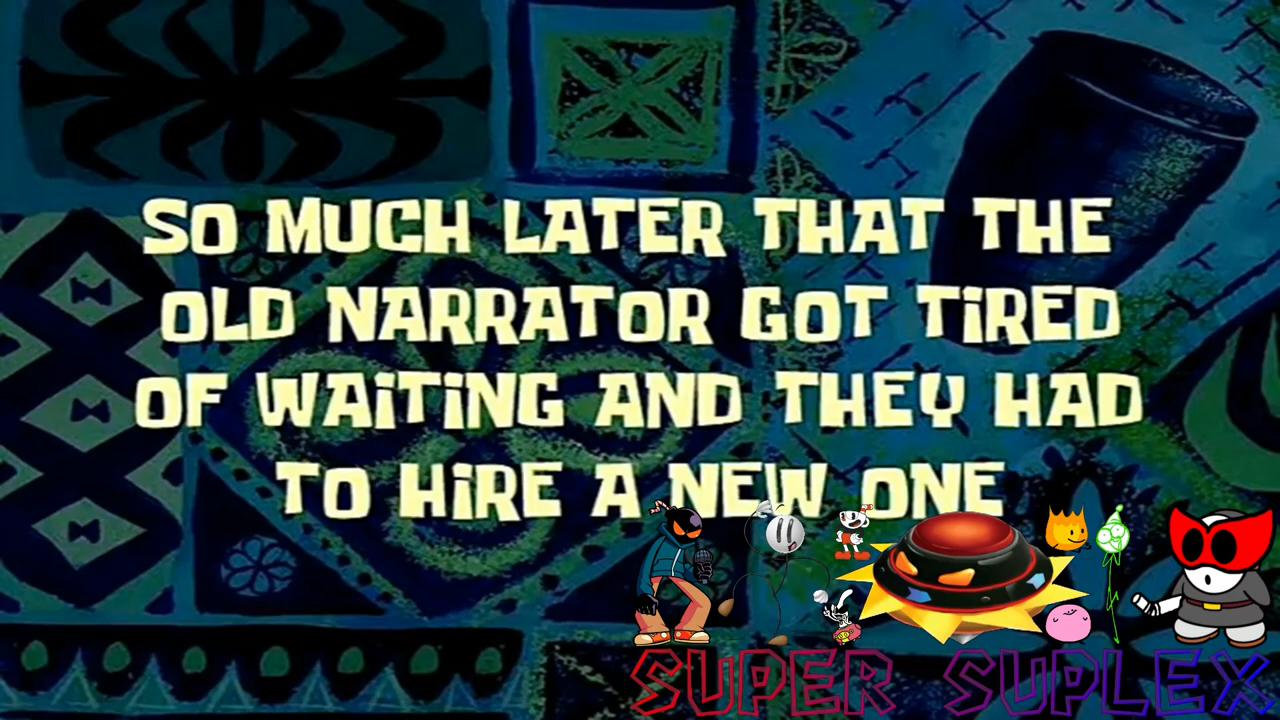 SO MUCH LATER THAT THE
OLD NARRATOR GOT TiRED
OF WAiTiNG AND THEY HAD
TO HiRE A NEW ONE
SUPER SUPLEX